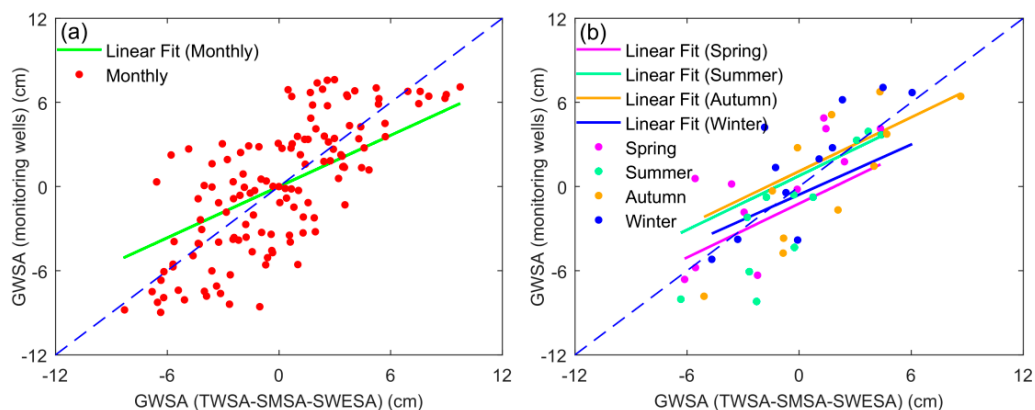 (a)
Linear Fit (Monthly)
Monthly
12
6
0
-6
-12
-12
-6
0
6
12
GWSA (monitoring wells) (cm)
GWSA (TWSA-SMSA-SWESA) (cm)
(b)
Linear Fit (Spring)
Linear Fit (Summer)
Linear Fit (Autumn)
Linear Fit (Winter)
Spring
Summer
Autumn
Winter
12
6
0
-6
-12
-12
-6
0
6
12
GWSA (monitoring wells) (cm)
GWSA (TWSA-SMSA-SWESA) (cm)